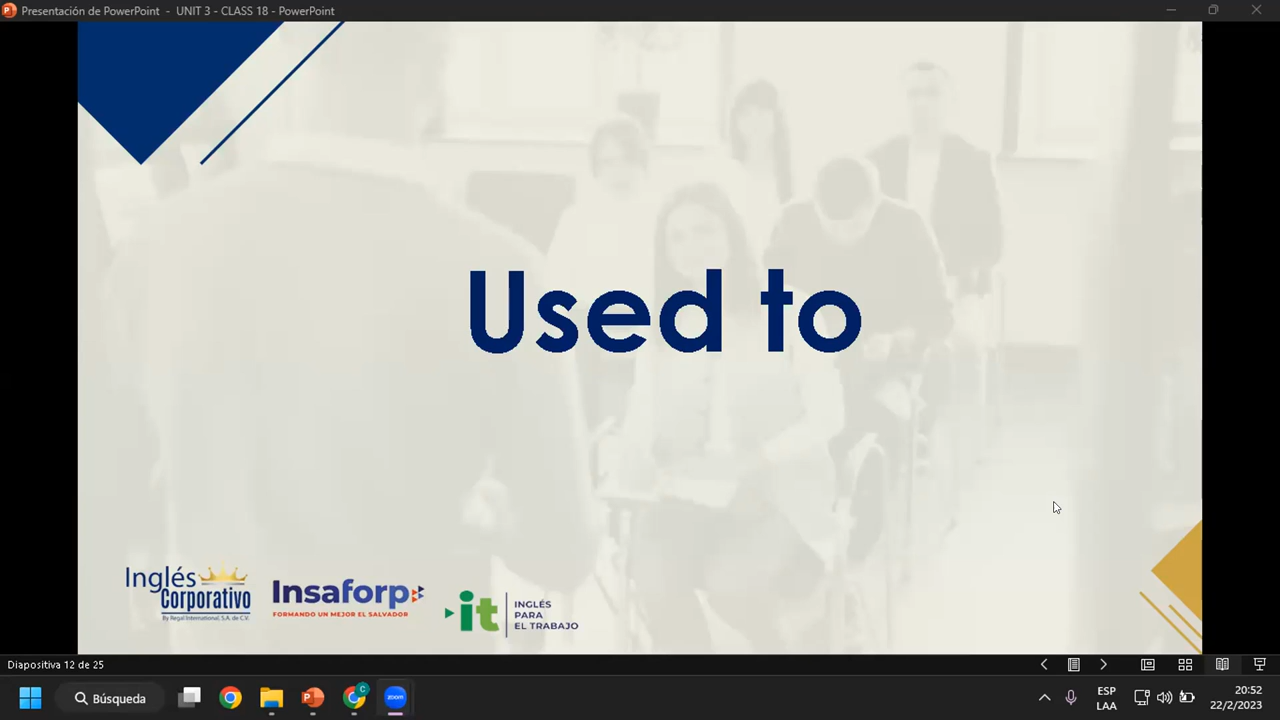 Presentación de PowerPoint - UNIT 3 - CLASS 18 - PowerPoint
Used to
Inglés
Corporativo
By Regal International, S.A. de C.V.
Insaforp
FORMANDO UN MEJOR EL SALVADOR
it
INGLÉS
PARA
EL TRABAJO
Diapositiva 12 de 25
Búsqueda
zoom
ESP
LAA
20:52
22/2/2023